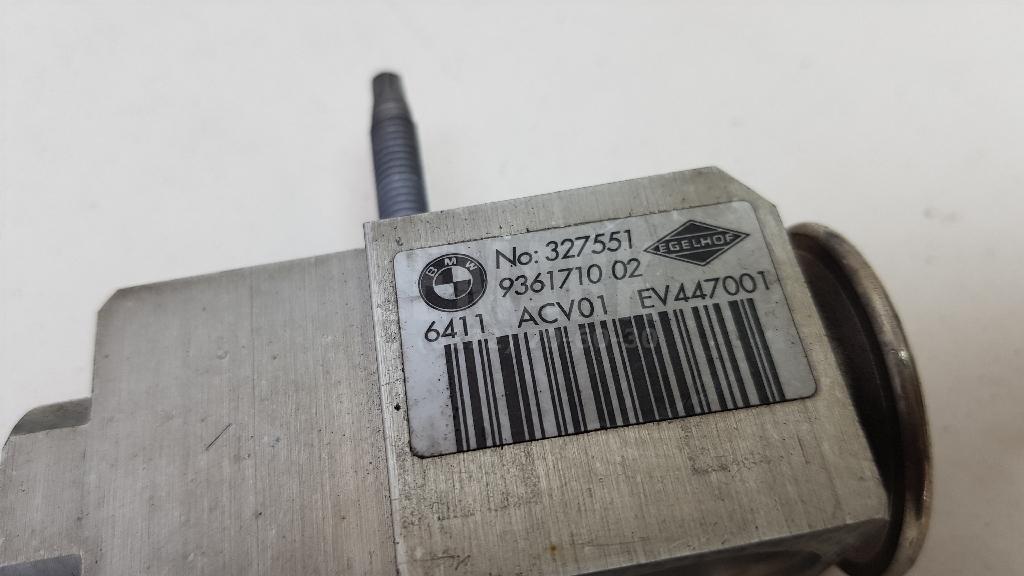 BMW
No: 327551
EGELHOF
9361710 02
6411 ACV01 EV447001